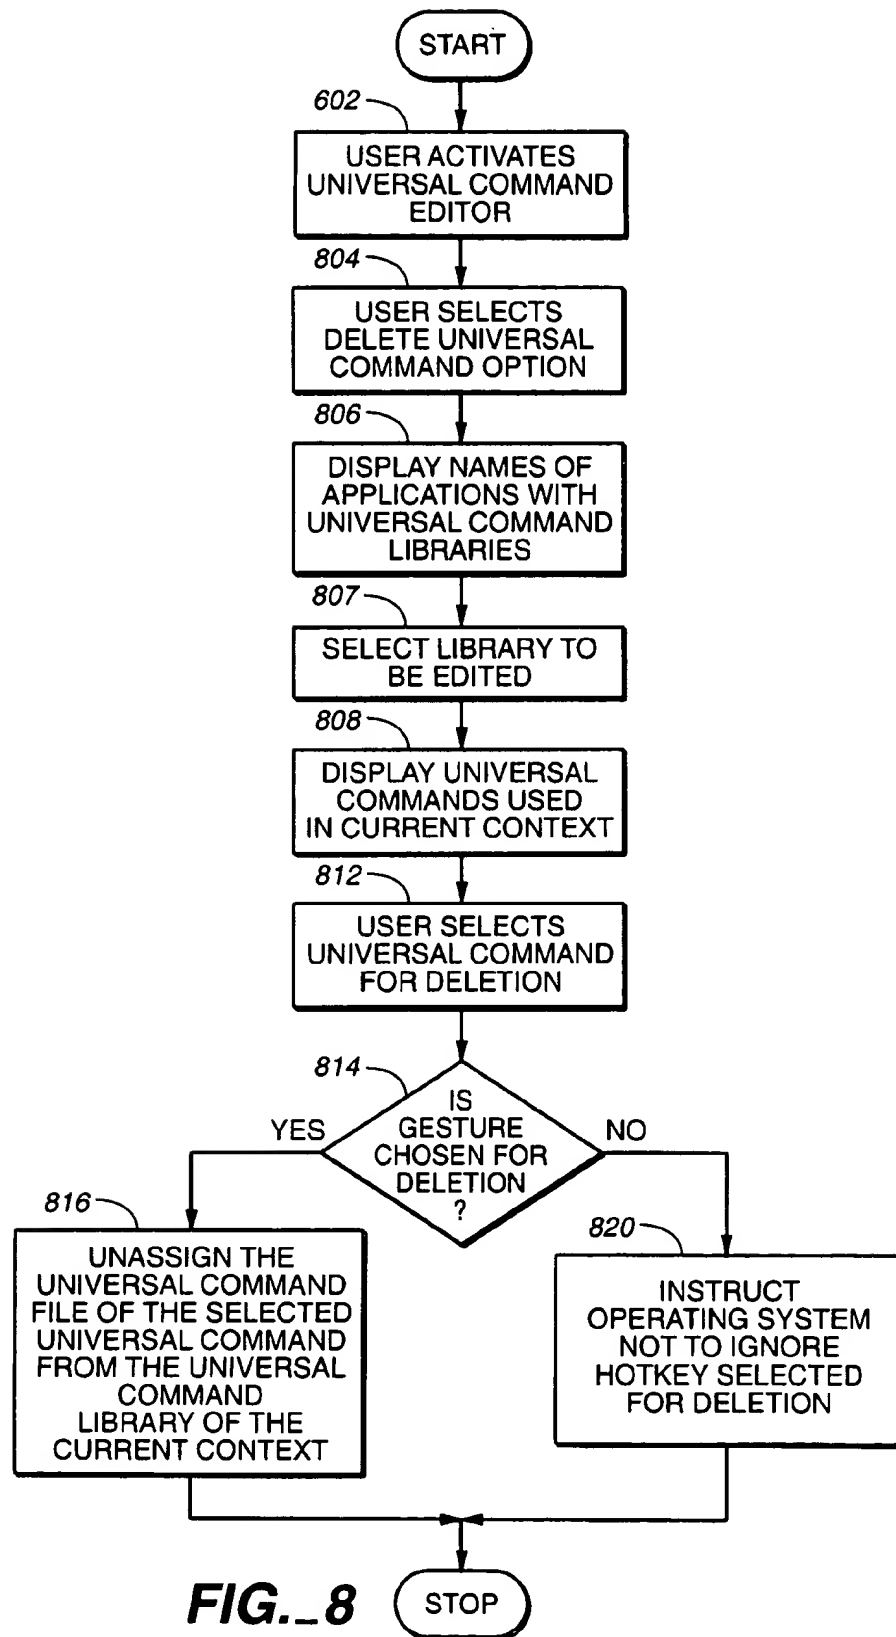 START
602
USER ACTIVATES
UNIVERSAL COMMAND
EDITOR
804
USER SELECTS
DELETE UNIVERSAL
COMMAND OPTION
806
DISPLAY NAMES OF
APPLICATIONS WITH
UNIVERSAL COMMAND
LIBRARIES
807
SELECT LIBRARY TO
BE EDITED
808
DISPLAY UNIVERSAL
COMMANDS USED
IN CURRENT CONTEXT
812
USER SELECTS
UNIVERSAL COMMAND
FOR DELETION
814
IS
GESTURE
CHOSEN FOR
DELETION
?
YES
NO
816
UNASSIGN THE
UNIVERSAL COMMAND
FILE OF THE SELECTED
UNIVERSAL COMMAND
FROM THE UNIVERSAL
COMMAND
LIBRARY OF THE
CURRENT CONTEXT
820
INSTRUCT
OPERATING SYSTEM
NOT TO IGNORE
HOTKEY SELECTED
FOR DELETION
STOP
FIG._8